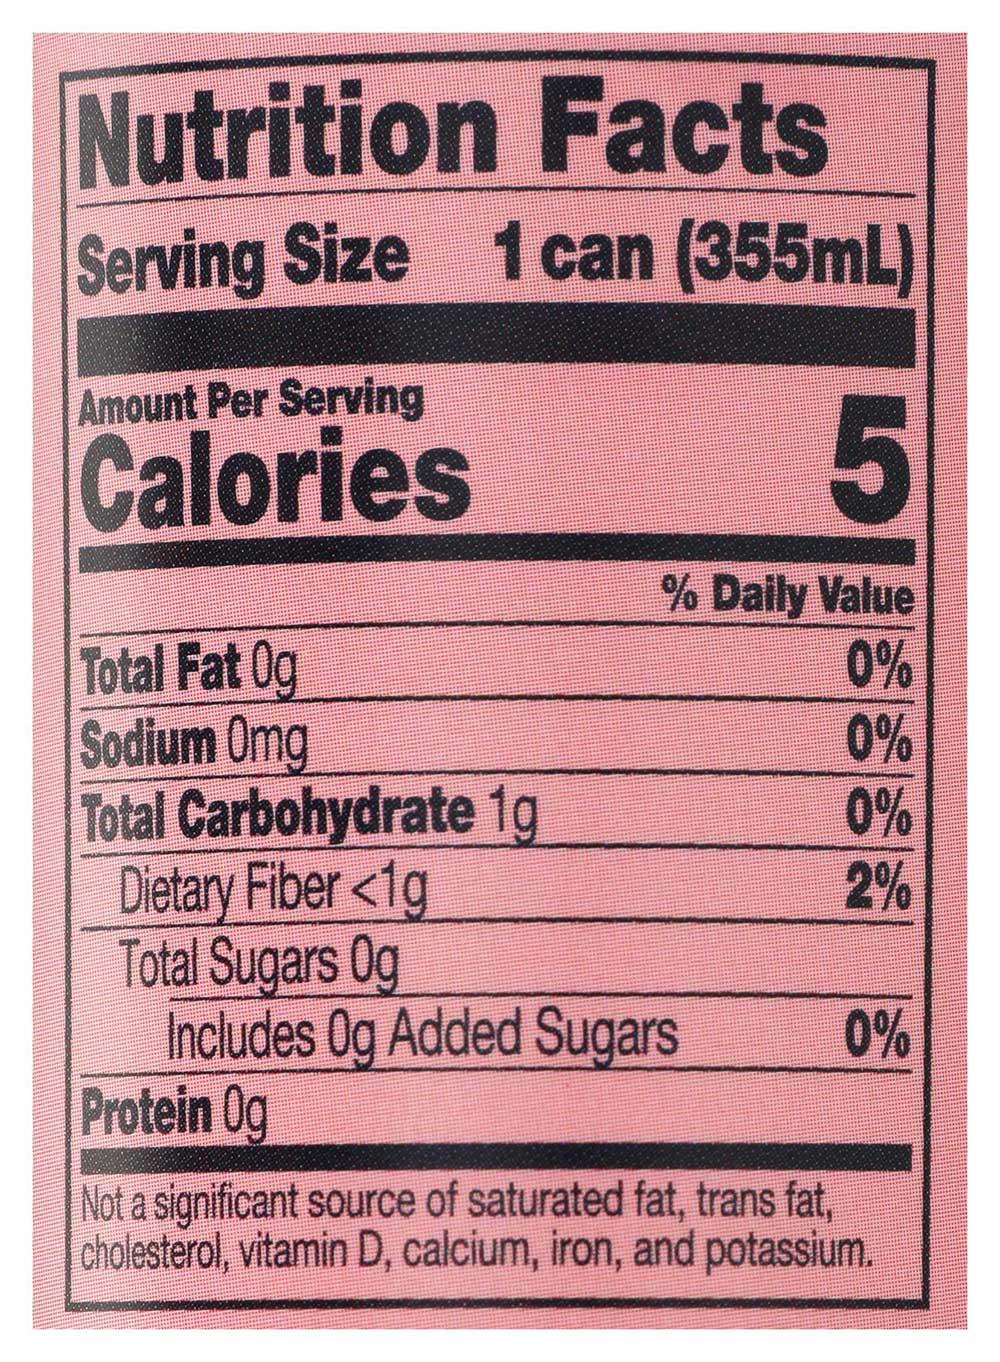 Nutrition Facts
Serving Size 1 can (355mL)
Amount Per Serving
Calories 5
% Daily Value
Total Fat 0g 0%
Sodium 0mg 0%
Total Carbohydrate 1g 0%
Dietary Fiber <1g 2%
Total Sugars 0g
Includes 0g Added Sugars 0%
Protein 0g
Not a significant source of saturated fat, trans fat,
cholesterol, vitamin D, calcium, iron, and potassium.